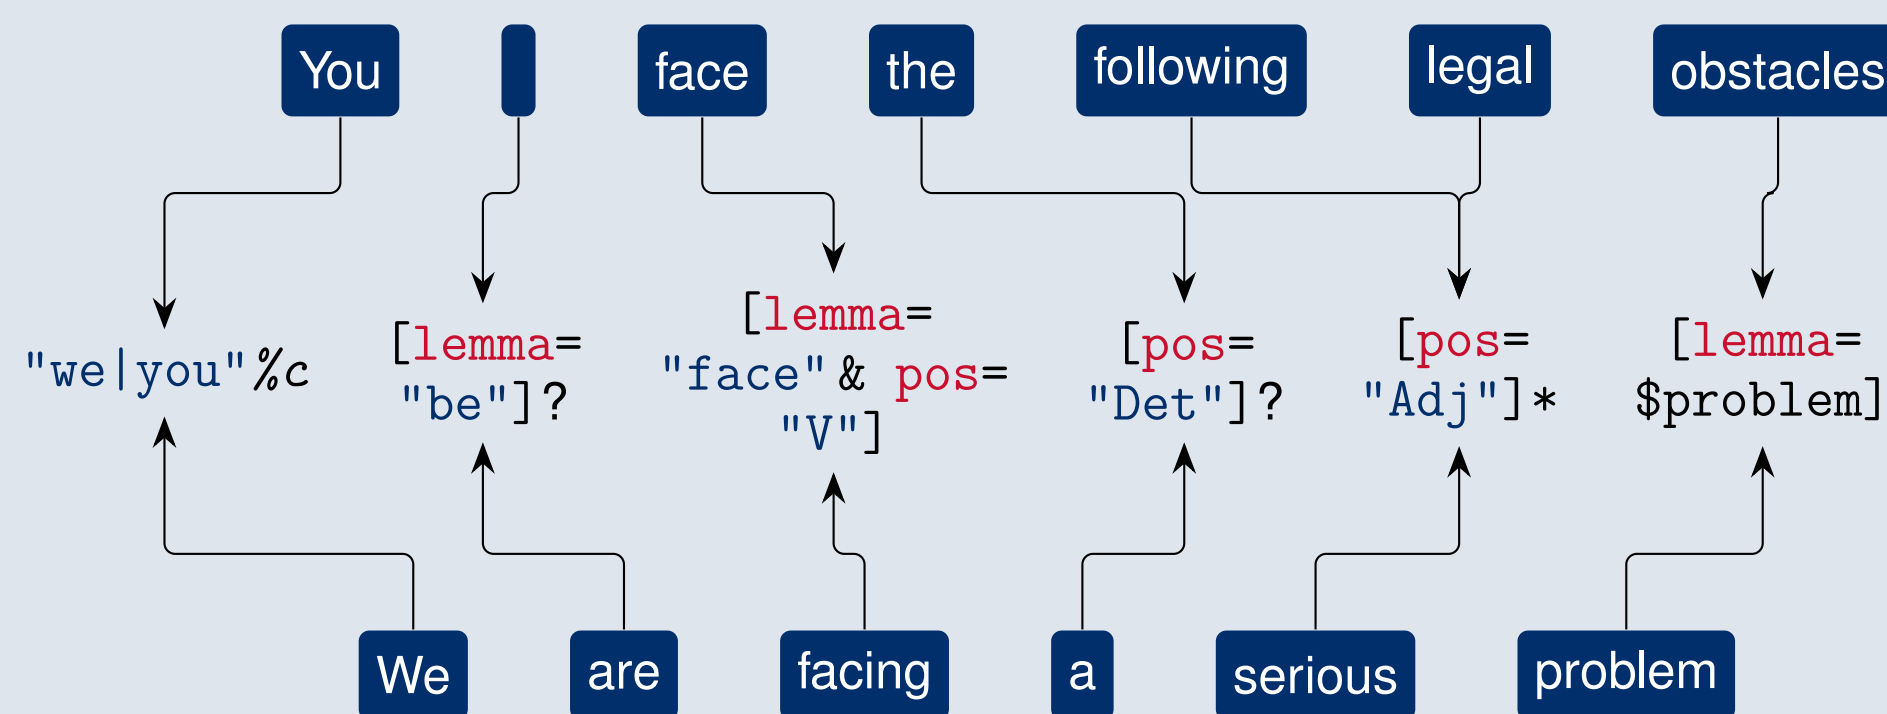 You face the following legal obstacles
"we|you"%c
[lemma=
"be"]?
[lemma=
"face"& pos=
"V"]
[pos=
"Det"]?
[pos=
"Adj"]*
[lemma=
$problem]
We are facing a serious problem